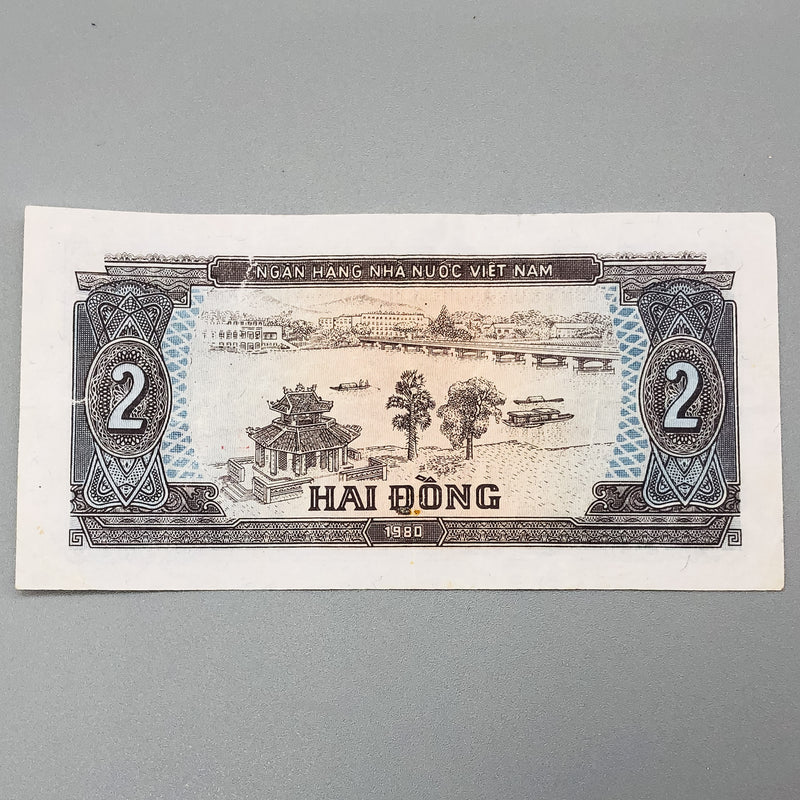 NGÂN HÀNG NHÀ NƯỚC VIỆT NAM
2
2
HAI ĐỒNG
1980